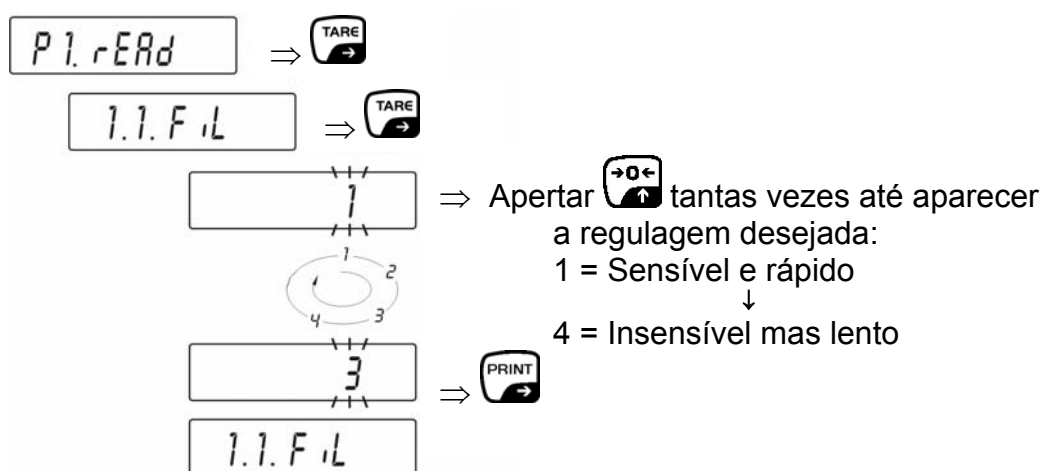 P1. rEAd ⇒ TARE
1.1. FiL ⇒ TARE
1 ⇒ Apertar →0← tantas vezes até aparecer
a regulagem desejada:
1 = Sensível e rápido
↓
4 = Insensível mas lento
1
2
3
4
3 ⇒ PRINT
1.1. FiL